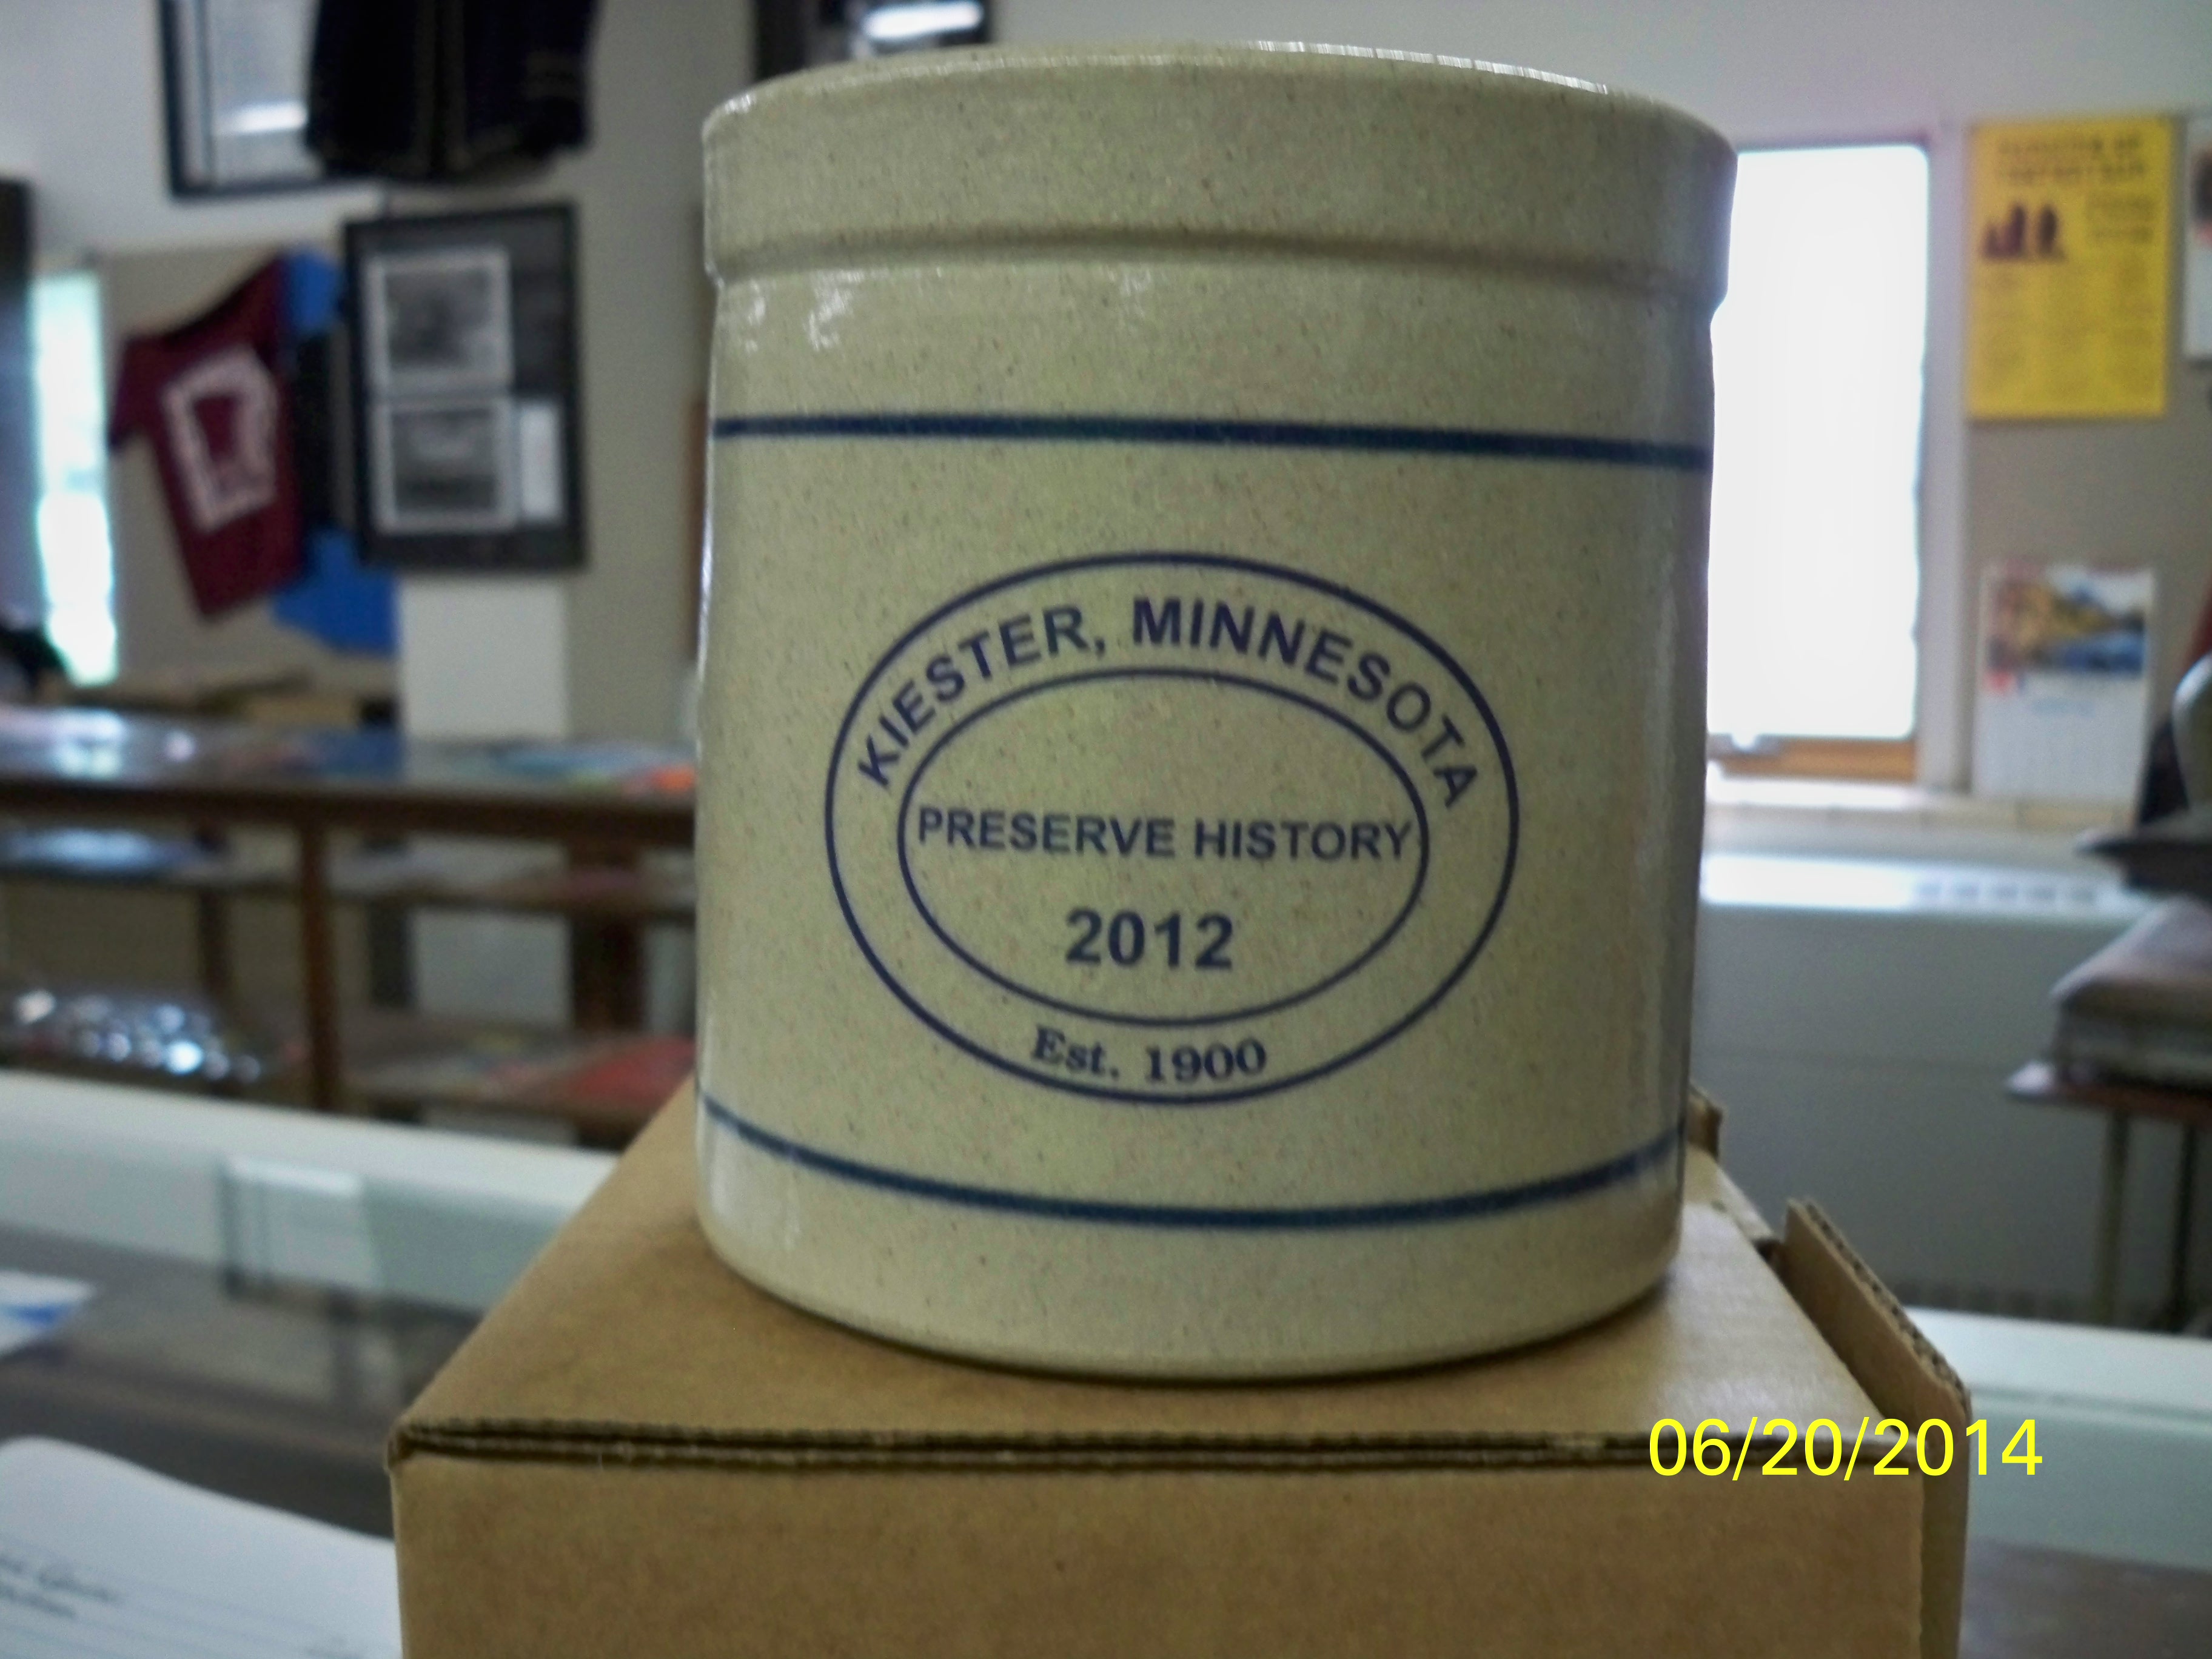 KIESTER, MINNESOTA
PRESERVE HISTORY
2012
Est. 1900
06/20/2014